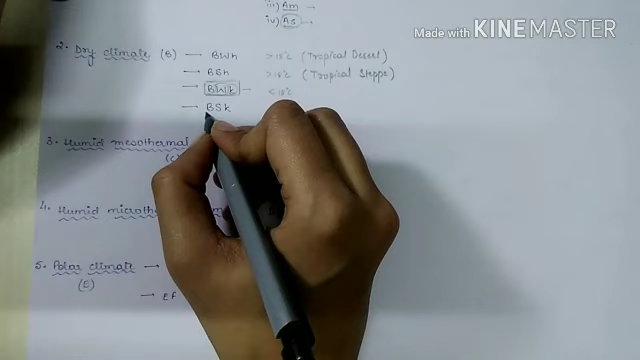 iii) Am →
Made with KINEMASTER
iv) As →
2. Dry climate (B) → BWh >18°c (Tropical Desert)
→ BSh >18°c (Tropical Steppe)
→ BWk — <18°c
→ BSk
3. Humid mesothermal
(C)
4. Humid microthe
5. Polar climate →
(E)
→ EF